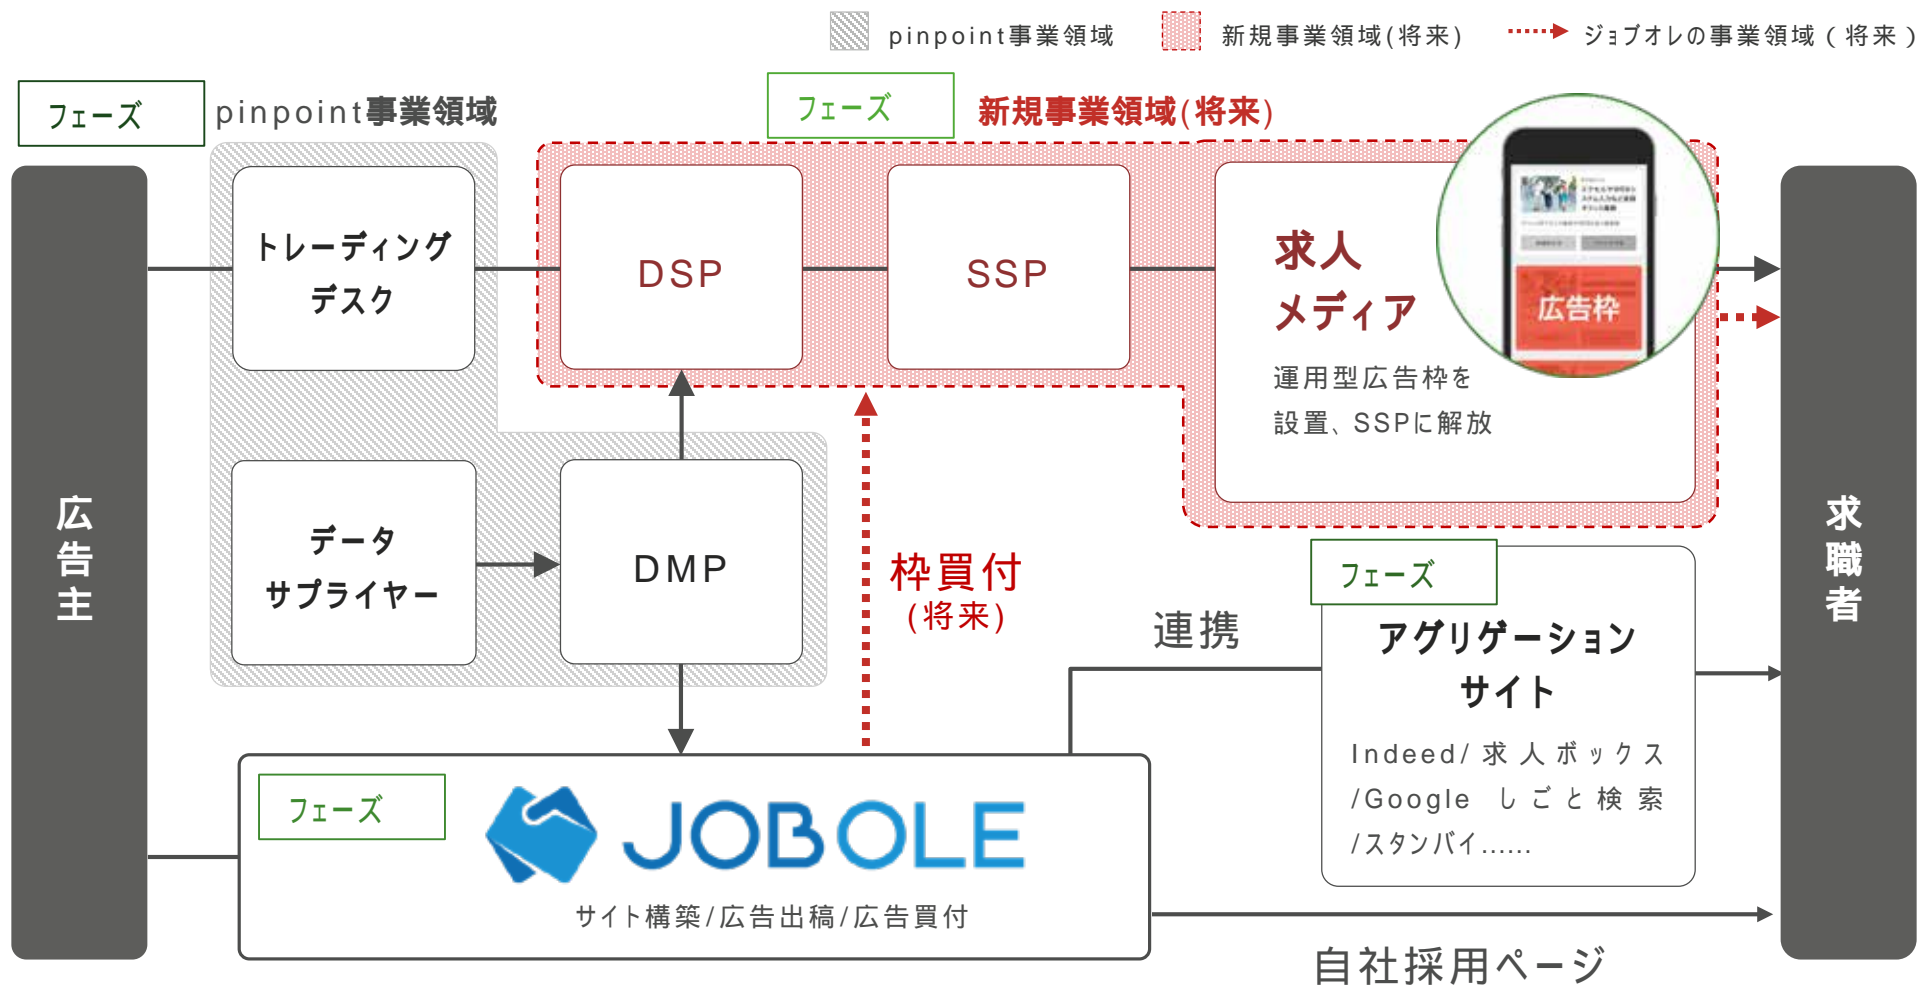 pinpoint事業領域
新規事業領域(将来)
ジョブオレの事業領域(将来)
フェーズ
pinpoint事業領域
フェーズ
新規事業領域(将来)
広告主
トレーディング
デスク
DSP
SSP
求人
メディア
運用型広告枠を
設置、SSPに解放
広告枠
求職者
データ
サプライヤー
DMP
枠買付
(将来)
連携
フェーズ
アグリゲーション
サイト
Indeed/求人ボックス
/Google しごと検索
/スタンバイ……
フェーズ
JOBOLE
サイト構築/広告出稿/広告買付
自社採用ページ